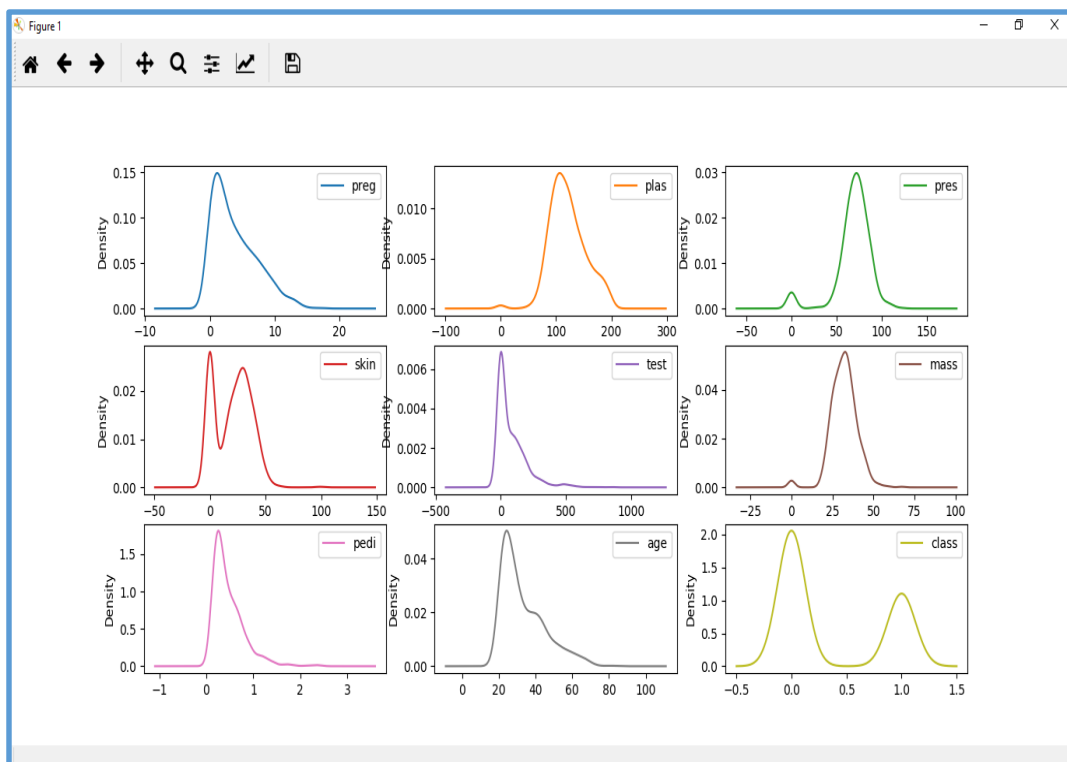 Figure 1
0.15
0.10
0.05
0.00
Density
preg
−10 0 10 20
0.010
0.005
0.000
Density
plas
−100 0 100 200 300
0.03
0.02
0.01
0.00
Density
pres
−50 0 50 100 150
0.02
0.01
0.00
Density
skin
−50 0 50 100 150
0.006
0.004
0.002
0.000
Density
test
−500 0 500 1000
0.04
0.02
0.00
Density
mass
−25 0 25 50 75 100
1.5
1.0
0.5
0.0
Density
pedi
−1 0 1 2 3
0.04
0.02
0.00
Density
age
0 20 40 60 80 100
2.0
1.5
1.0
0.5
0.0
Density
class
−0.5 0.0 0.5 1.0 1.5